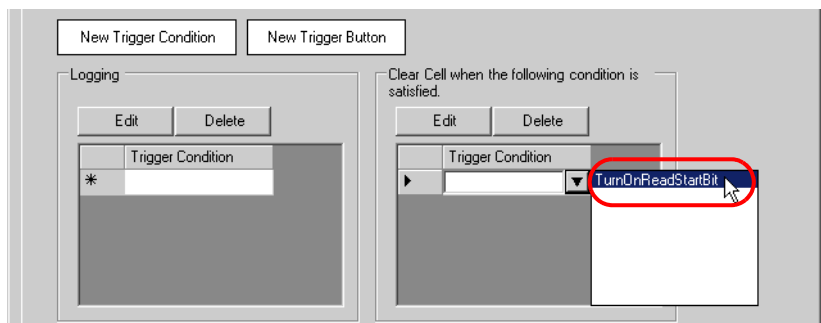 New Trigger Condition New Trigger Button
Logging
Edit Delete
Trigger Condition
*
Clear Cell when the following condition is
satisfied.
Edit Delete
Trigger Condition
TurnOnReadStartBit